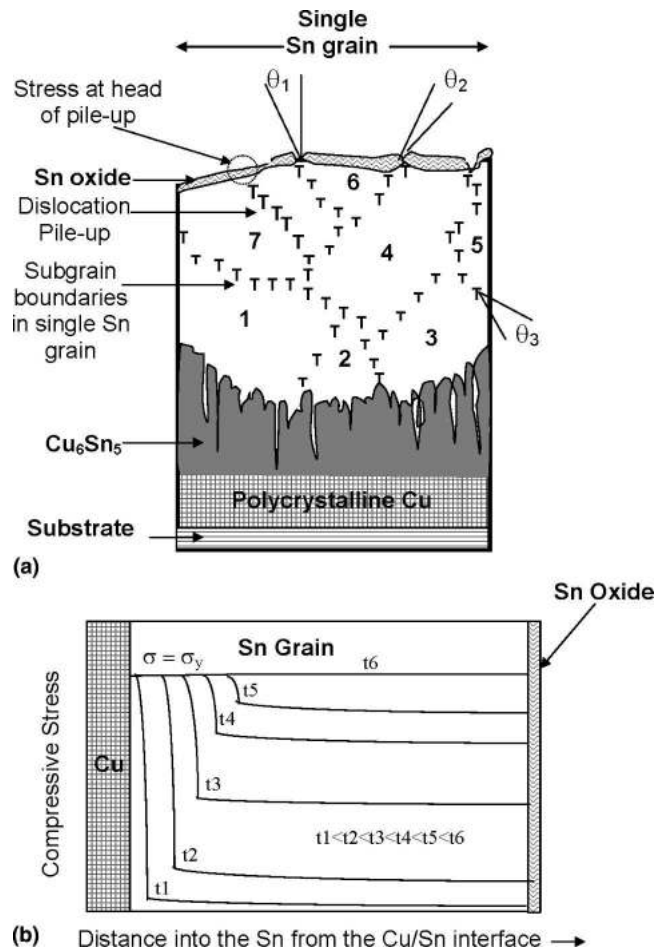 Single
Sn grain
θ1
θ2
Stress at head
of pile-up
Sn oxide
Dislocation
Pile-up
Subgrain
boundaries
in single Sn
grain
6
7
4
5
1
2
3
θ3
Cu6Sn5
Polycrystalline Cu
Substrate
(a)
Sn Oxide
Sn Grain
σ = σy
t6
t5
t4
Cu
t3
t1<t2<t3<t4<t5<t6
t2
t1
Compressive Stress
(b) Distance into the Sn from the Cu/Sn interface